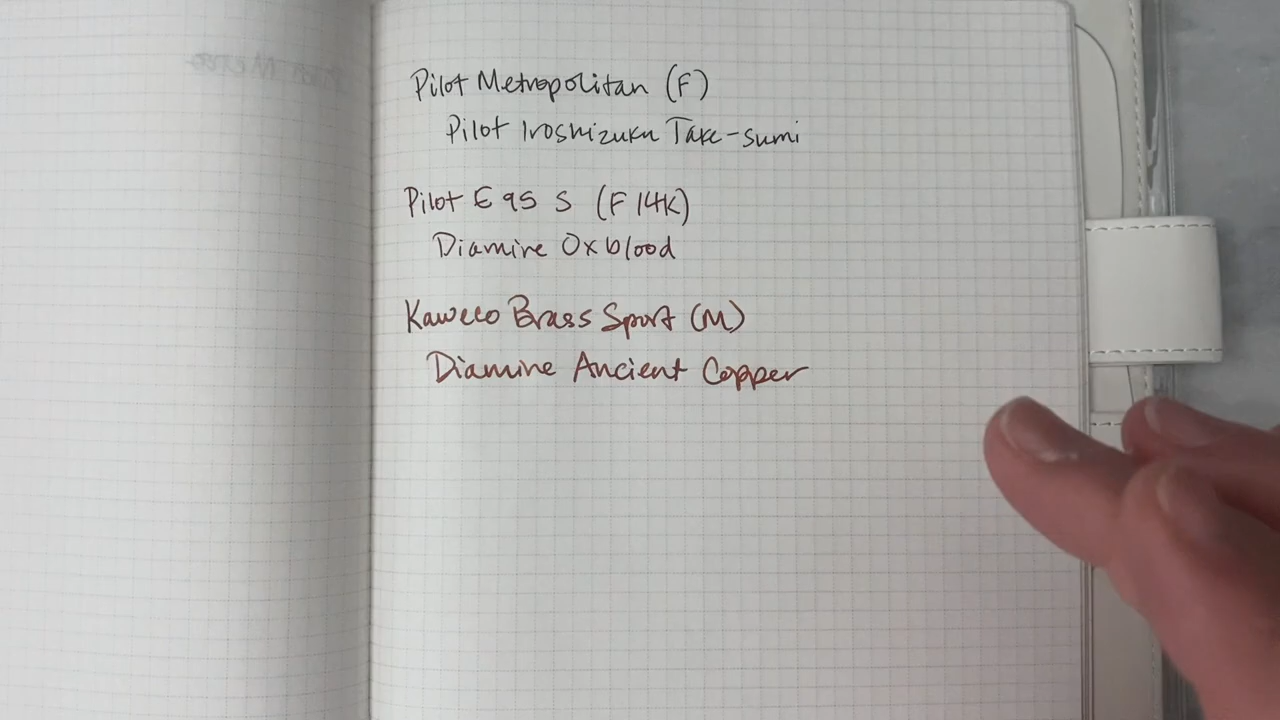 Pilot Metropolitan (F)
Pilot Iroshizuku Take-sumi
Pilot E95 S (F 14K)
Diamine Oxblood
Kaweco Brass Sport (M)
Diamine Ancient Copper